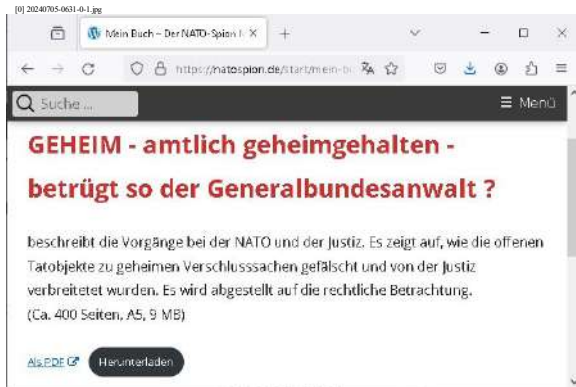 [0] 20240705-0631-0-1.jpg
Mein Buch – Der NATO-Spion
https://natospion.de/start/mein-b
Suche ...
Menü
GEHEIM - amtlich geheimgehalten -
betrügt so der Generalbundesanwalt ?
beschreibt die Vorgänge bei der NATO und der Justiz. Es zeigt auf, wie die offenen
Tatobjekte zu geheimen Verschlusssachen gefälscht und von der Justiz
verbreitetet wurden. Es wird abgestellt auf die rechtliche Betrachtung.
(Ca. 400 Seiten, A5, 9 MB)
Als PDF Herunterladen